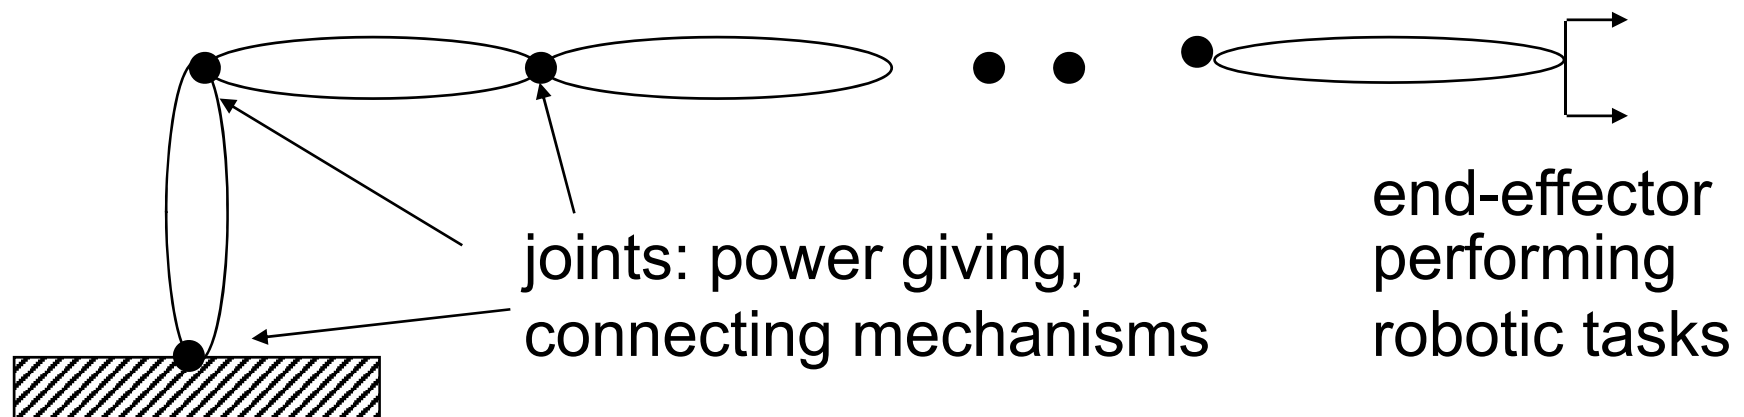 joints: power giving,
connecting mechanisms
end-effector
performing
robotic tasks